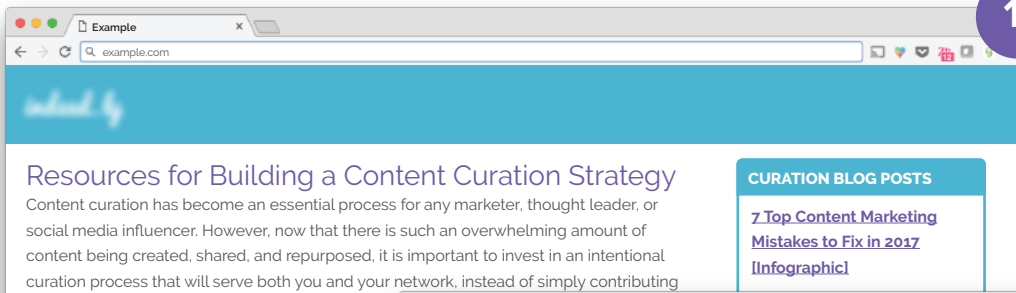 Example
example.com
12
1
Resources for Building a Content Curation Strategy
Content curation has become an essential process for any marketer, thought leader, or
social media influencer. However, now that there is such an overwhelming amount of
content being created, shared, and repurposed, it is important to invest in an intentional
curation process that will serve both you and your network, instead of simply contributing
CURATION BLOG POSTS
7 Top Content Marketing
Mistakes to Fix in 2017
[Infographic]